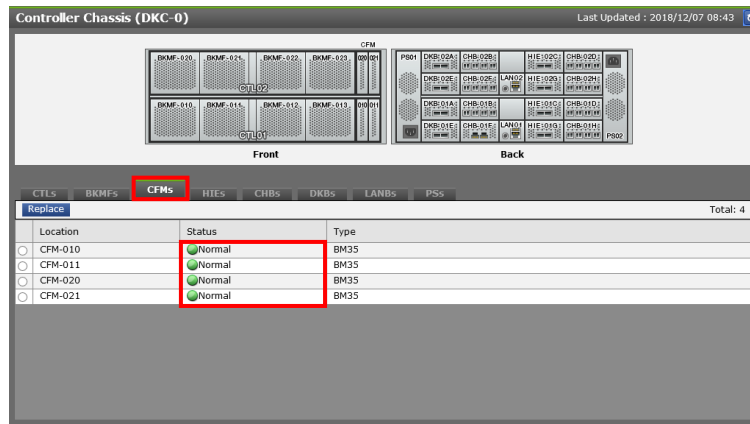 Controller Chassis (DKC-0)
Last Updated : 2018/12/07 08:43
CFM
BKMF-020 BKMF-021 BKMF-022 BKMF-023 020 021
CTL02
BKMF-010 BKMF-011 BKMF-012 BKMF-013 010 011
CTL01
PS01 DKB:02A CHB:02B HIE:02C CHB:02D
DKB:02E CHB:02F LAN02 HIE:02G CHB:02H
DKB:01A CHB:01B HIE:01C CHB:01D
DKB:01E CHB:01F LAN01 HIE:01G CHB:01H PS02
Front
Back
CTLs BKMFs CFMs HIEs CHBs DKBs LANBs PSs
Replace
Total: 4
Location Status Type
CFM-010 Normal BM35
CFM-011 Normal BM35
CFM-020 Normal BM35
CFM-021 Normal BM35